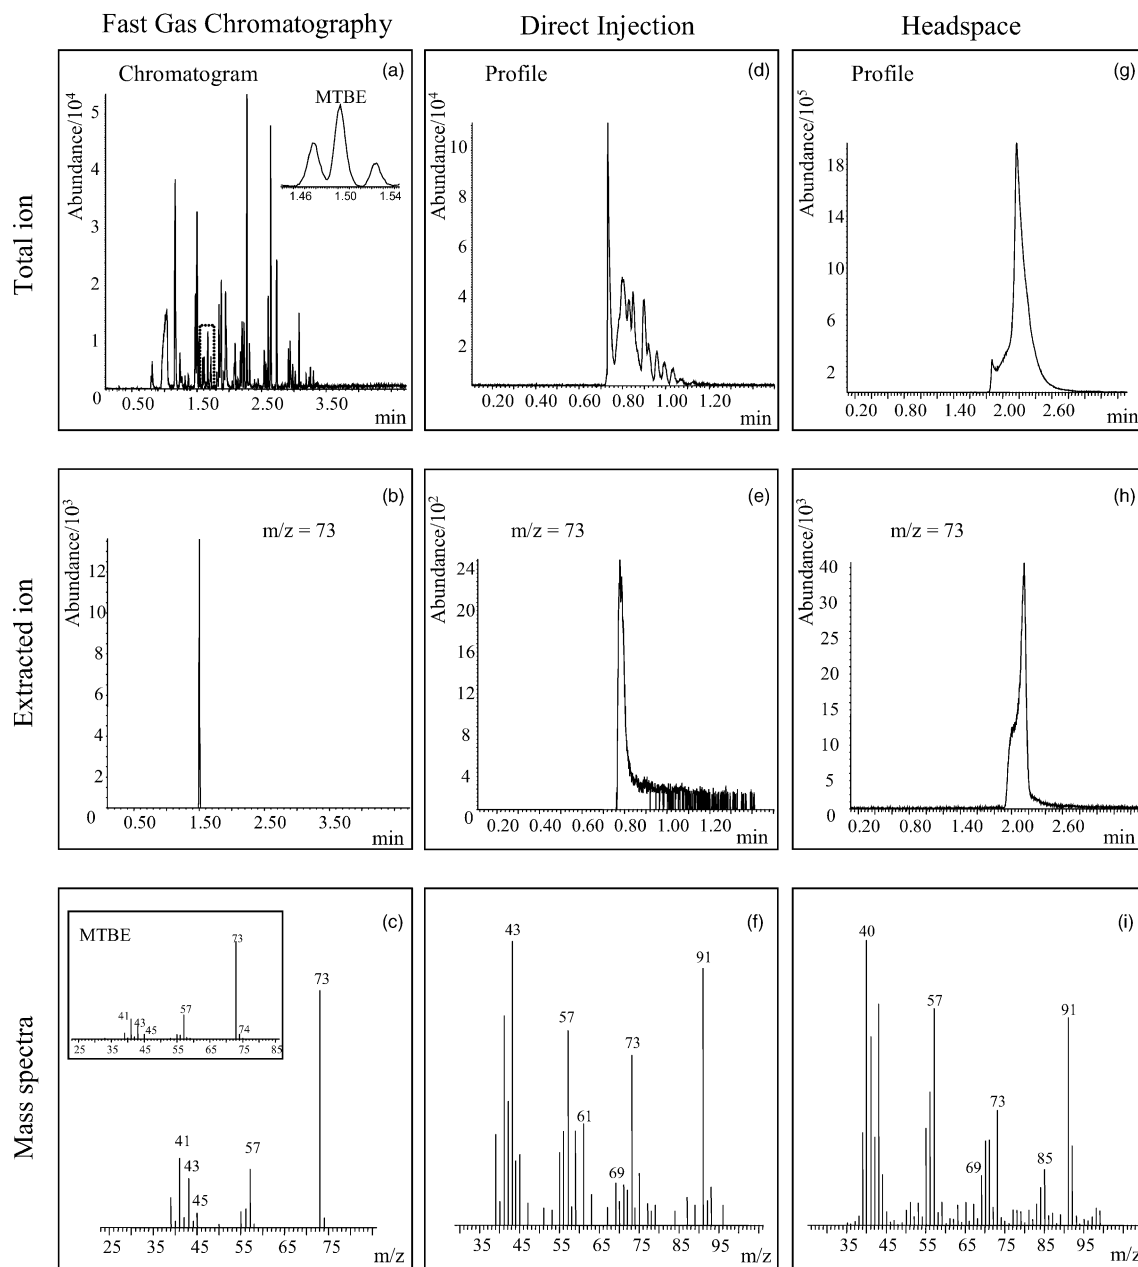 Fast Gas Chromatography
Direct Injection
Headspace
Total ion
Chromatogram
(a)
Abundance/10⁴
5
4
3
2
1
0
MTBE
1.46 1.50 1.54
0.50 1.50 2.50 3.50
min
Profile
(d)
Abundance/10⁴
10
8
6
4
2
0.20 0.40 0.60 0.80 1.00 1.20
min
Profile
(g)
Abundance/10⁵
18
14
10
6
2
0.20 0.80 1.40 2.00 2.60
min
Extracted ion
(b)
m/z = 73
Abundance/10³
12
10
8
6
4
2
0
0.50 1.50 2.50 3.50
min
(e)
m/z = 73
Abundance/10²
24
20
16
12
8
4
0
0.20 0.40 0.60 0.80 1.00 1.20
min
(h)
m/z = 73
Abundance/10³
40
35
30
25
20
15
10
5
0
0.20 0.80 1.40 2.00 2.60
min
Mass spectra
(c)
MTBE
73
57
41
43
45
74
25 35 45 55 65 75 85
73
41
57
43
45
25 35 45 55 65 75
m/z
(f)
43
91
57
73
61
69
35 45 55 65 75 85 95
m/z
(i)
40
57
91
73
69
85
35 45 55 65 75 85 95
m/z